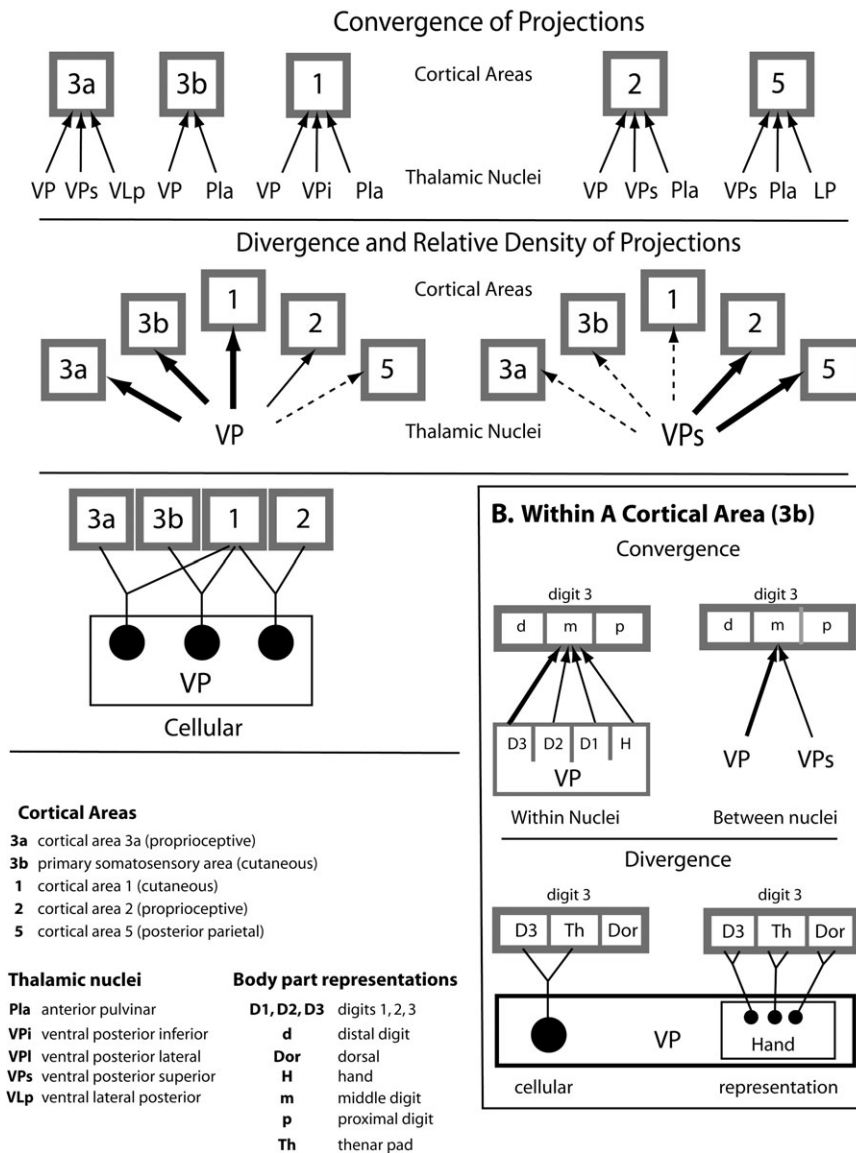 Convergence of Projections
Cortical Areas
3a 3b 1 2 5
VP VPs VLp VP Pla VP VPi Pla Thalamic Nuclei VP VPs Pla VPs Pla LP
Divergence and Relative Density of Projections
Cortical Areas
3a 3b 1 2 5 3a 3b 1 2 5
VP Thalamic Nuclei VPs
3a 3b 1 2
VP
Cellular
B. Within A Cortical Area (3b)
Convergence
digit 3 digit 3
d m p d m p
D3 D2 D1 H
VP VP VPs
Within Nuclei Between nuclei
Divergence
digit 3 digit 3
D3 Th Dor D3 Th Dor
VP Hand
cellular representation
Cortical Areas
3a cortical area 3a (proprioceptive)
3b primary somatosensory area (cutaneous)
1 cortical area 1 (cutaneous)
2 cortical area 2 (proprioceptive)
5 cortical area 5 (posterior parietal)
Thalamic nuclei
Pla anterior pulvinar
VPi ventral posterior inferior
VPl ventral posterior lateral
VPs ventral posterior superior
VLp ventral lateral posterior
Body part representations
D1, D2, D3 digits 1, 2, 3
d distal digit
Dor dorsal
H hand
m middle digit
p proximal digit
Th thenar pad